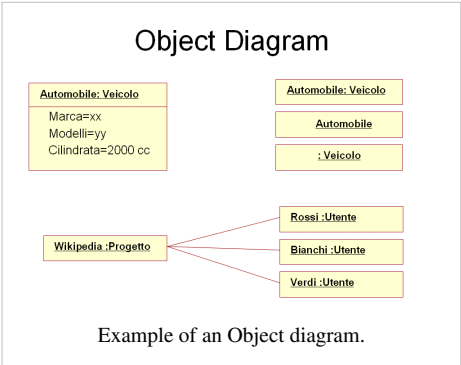 Object Diagram
Automobile: Veicolo
Marca=xx
Modelli=yy
Cilindrata=2000 cc
Automobile: Veicolo
Automobile
: Veicolo
Wikipedia :Progetto
Rossi :Utente
Bianchi :Utente
Verdi :Utente
Example of an Object diagram.